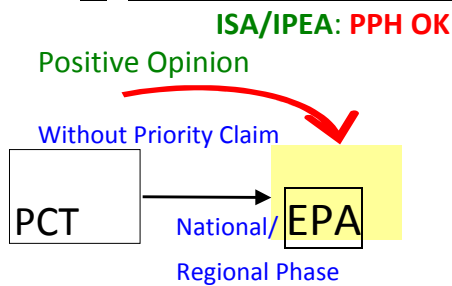 ISA/IPEA: PPH OK
Positive Opinion
Without Priority Claim
PCT
National/
EPA
Regional Phase